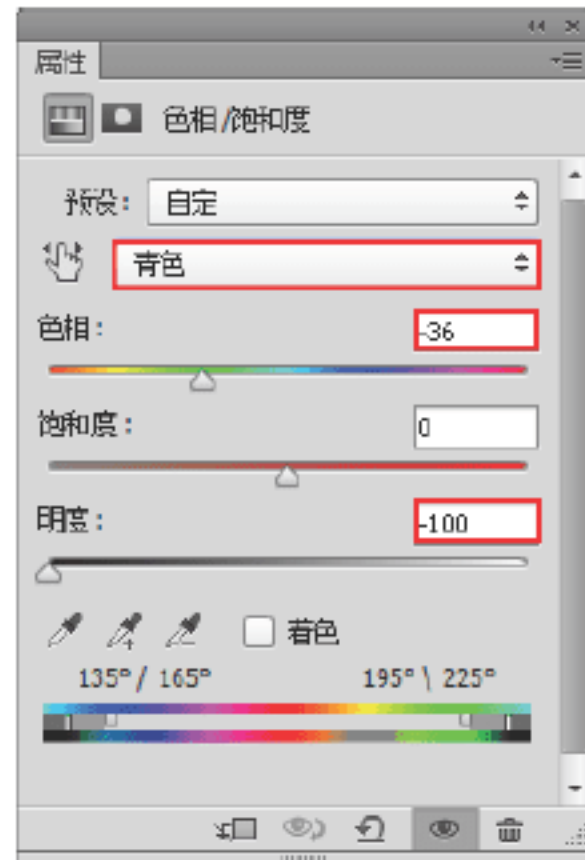 属性
色相/饱和度
预设: 自定
青色
色相: -36
饱和度: 0
明度: -100
着色
135°/ 165° 195° \ 225°